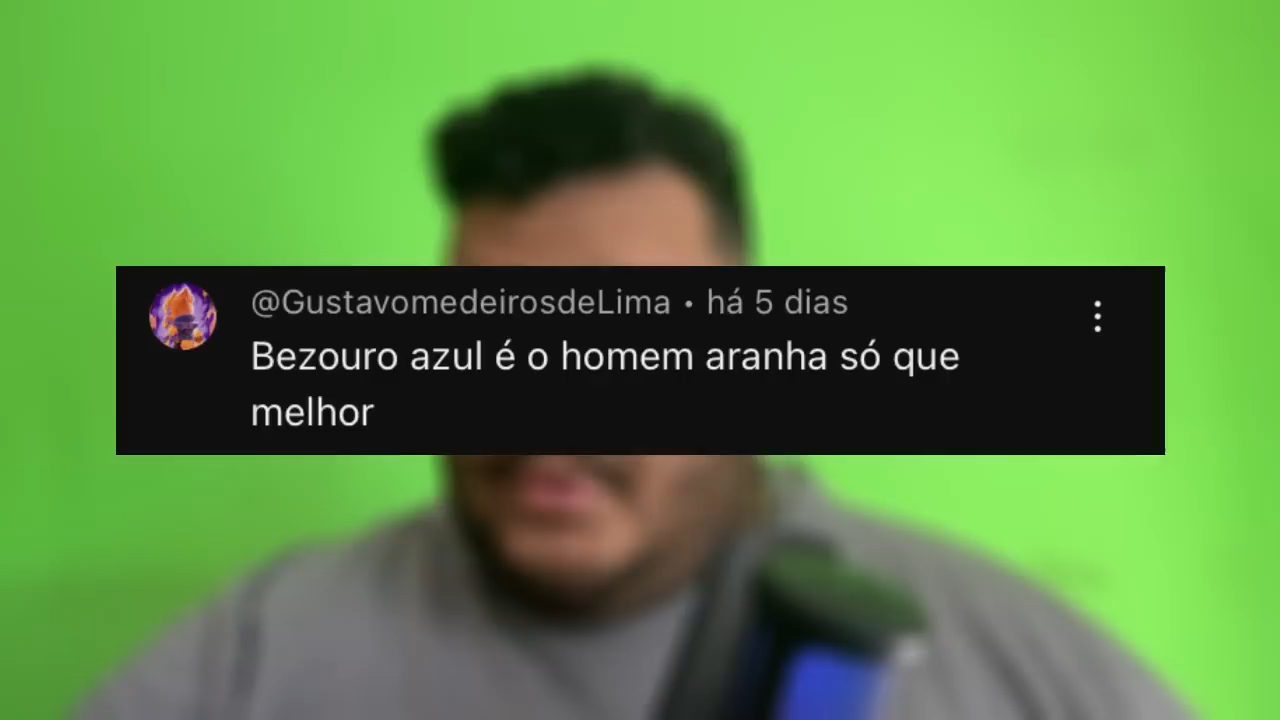 @GustavomedeirosdeLima • há 5 dias
Bezouro azul é o homem aranha só que
melhor